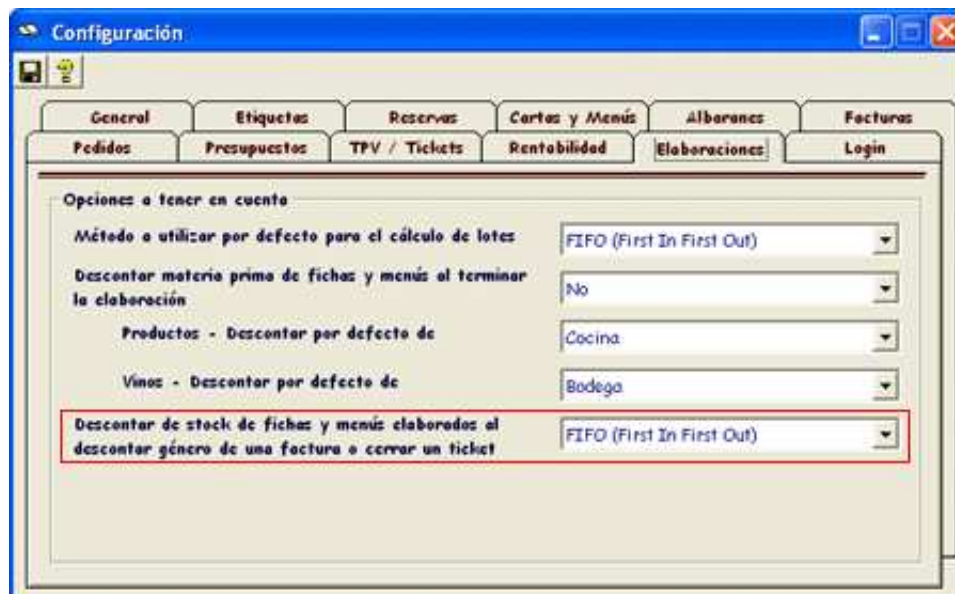 Configuración
General Etiquetas Reservas Cartas y Menús Albaranes Facturas
Pedidos Presupuestos TPV / Tickets Rentabilidad Elaboraciones Login
Opciones a tener en cuenta
Método a utilizar por defecto para el cálculo de lotes FIFO (First In First Out)
Descontar materia prima de fichas y menús al terminar
la elaboración No
Productos - Descontar por defecto de Cocina
Vinos - Descontar por defecto de Bodega
Descontar de stock de fichas y menús elaborados al
descontar género de una factura o cerrar un ticket FIFO (First In First Out)